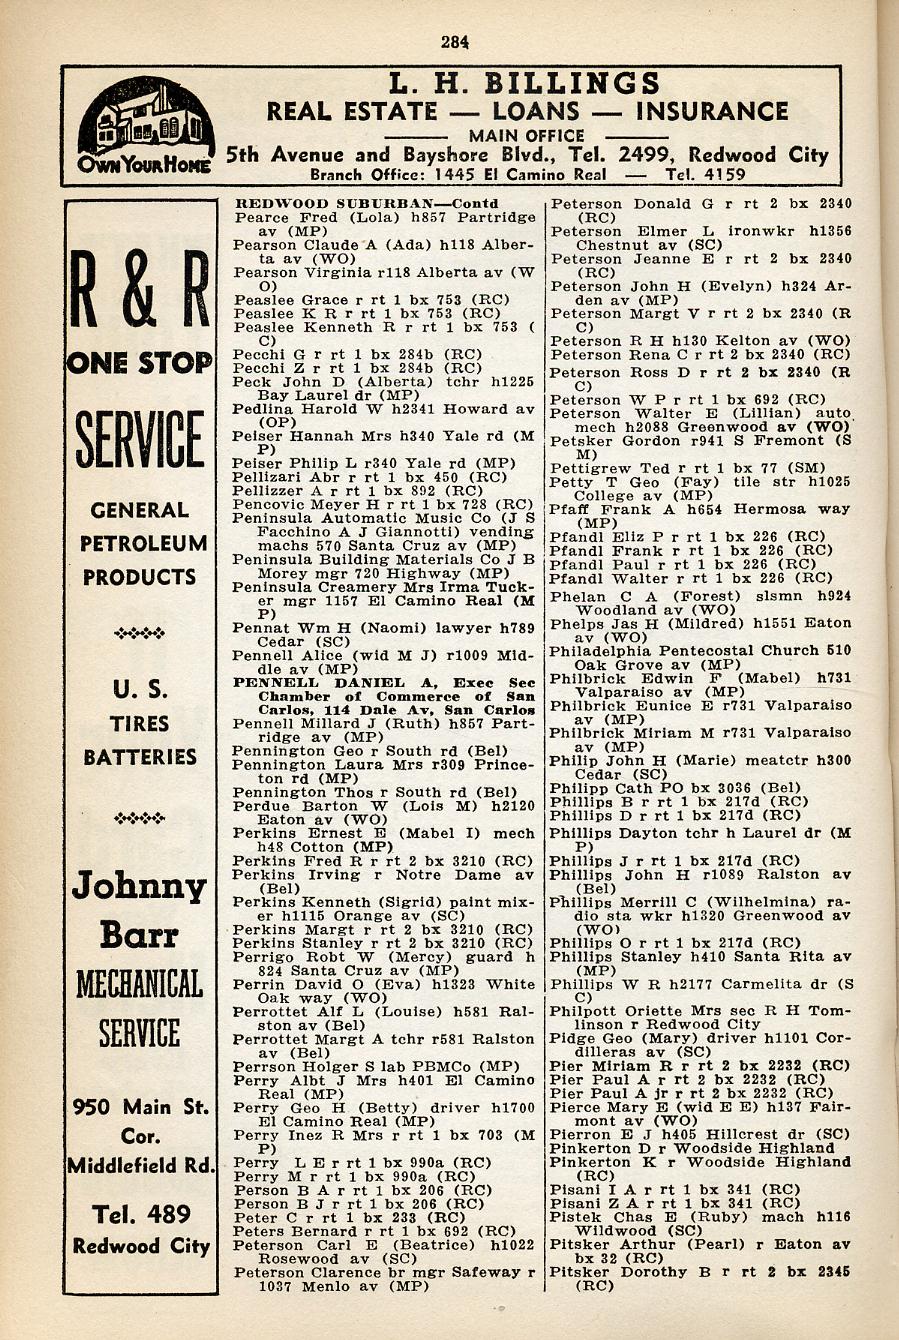 284
OWN YOUR HOME
L. H. BILLINGS
REAL ESTATE — LOANS — INSURANCE
MAIN OFFICE
5th Avenue and Bayshore Blvd., Tel. 2499, Redwood City
Branch Office: 1445 El Camino Real — Tel. 4159
R & R
ONE STOP
SERVICE
GENERAL
PETROLEUM
PRODUCTS
U. S.
TIRES
BATTERIES
Johnny
Barr
MECHANICAL
SERVICE
950 Main St.
Cor.
Middlefield Rd.
Tel. 489
Redwood City
REDWOOD SUBURBAN—Contd
Pearce Fred (Lola) h857 Partridge
av (MP)
Pearson Claude A (Ada) h118 Alber-
ta av (WO)
Pearson Virginia r118 Alberta av (W
O)
Peaslee Grace r rt 1 bx 753 (RC)
Peaslee K R r rt 1 bx 753 (RC)
Peaslee Kenneth R r rt 1 bx 753 (
C)
Pecchi G r rt 1 bx 284b (RC)
Pecchi Z r rt 1 bx 284b (RC)
Peck John D (Alberta) tchr h1225
Bay Laurel dr (MP)
Pedlina Harold W h2341 Howard av
(OP)
Peiser Hannah Mrs h340 Yale rd (M
P)
Peiser Philip L r340 Yale rd (MP)
Pellizari Abr r rt 1 bx 450 (RC)
Pellizzer A r rt 1 bx 892 (RC)
Pencovic Meyer H r rt 1 bx 728 (RC)
Peninsula Automatic Music Co (J S
Facchino A J Giannotti) vending
machs 570 Santa Cruz av (MP)
Peninsula Building Materials Co J B
Morey mgr 720 Highway (MP)
Peninsula Creamery Mrs Irma Tuck-
er mgr 1157 El Camino Real (M
P)
Pennat Wm H (Naomi) lawyer h789
Cedar (SC)
Pennell Alice (wid M J) r1009 Mid-
dle av (MP)
PENNELL DANIEL A, Exec Sec
Chamber of Commerce of San
Carlos, 114 Dale Av, San Carlos
Pennell Millard J (Ruth) h857 Part-
ridge av (MP)
Pennington Geo r South rd (Bel)
Pennington Laura Mrs r309 Prince-
ton rd (MP)
Pennington Thos r South rd (Bel)
Perdue Barton W (Lois M) h2120
Eaton av (WO)
Perkins Ernest E (Mabel I) mech
h48 Cotton (MP)
Perkins Fred R r rt 2 bx 3210 (RC)
Perkins Irving r Notre Dame av
(Bel)
Perkins Kenneth (Sigrid) paint mix-
er h1115 Orange av (SC)
Perkins Margt r rt 2 bx 3210 (RC)
Perkins Stanley r rt 2 bx 3210 (RC)
Perrigo Robt W (Mercy) guard h
824 Santa Cruz av (MP)
Perrin David O (Eva) h1323 White
Oak way (WO)
Perrottet Alf L (Louise) h581 Ral-
ston av (Bel)
Perrottet Margt A tchr r581 Ralston
av (Bel)
Perrson Holger S lab PBMCo (MP)
Perry Albt J Mrs h401 El Camino
Real (MP)
Perry Geo H (Betty) driver h1700
El Camino Real (MP)
Perry Inez R Mrs r rt 1 bx 703 (M
P)
Perry L E r rt 1 bx 990a (RC)
Perry M r rt 1 bx 990a (RC)
Person B A r rt 1 bx 206 (RC)
Person B J r rt 1 bx 206 (RC)
Peter C r rt 1 bx 233 (RC)
Peters Bernard r rt 1 bx 692 (RC)
Peterson Carl E (Beatrice) h1022
Rosewood av (SC)
Peterson Clarence br mgr Safeway r
1037 Menlo av (MP)
Peterson Donald G r rt 2 bx 2340
(RC)
Peterson Elmer L ironwkr h1356
Chestnut av (SC)
Peterson Jeanne E r rt 2 bx 2340
(RC)
Peterson John H (Evelyn) h324 Ar-
den av (MP)
Peterson Margt V r rt 2 bx 2340 (R
C)
Peterson R H h130 Kelton av (WO)
Peterson Rena C r rt 2 bx 2340 (RC)
Peterson Ross D r rt 2 bx 2340 (R
C)
Peterson W P r rt 1 bx 692 (RC)
Peterson Walter E (Lillian) auto
mech h2088 Greenwood av (WO)
Petsker Gordon r941 S Fremont (S
M)
Pettigrew Ted r rt 1 bx 77 (SM)
Petty T Geo (Fay) tile str h1025
College av (MP)
Pfaff Frank A h654 Hermosa way
(MP)
Pfandl Eliz P r rt 1 bx 226 (RC)
Pfandl Frank r rt 1 bx 226 (RC)
Pfandl Paul r rt 1 bx 226 (RC)
Pfandl Walter r rt 1 bx 226 (RC)
Phelan C A (Forest) slsmn h924
Woodland av (WO)
Phelps Jas H (Mildred) h1551 Eaton
av (WO)
Philadelphia Pentecostal Church 510
Oak Grove av (MP)
Philbrick Edwin F (Mabel) h731
Valparaiso av (MP)
Philbrick Eunice E r731 Valparaiso
av (MP)
Philbrick Miriam M r731 Valparaiso
av (MP)
Philip John H (Marie) meatctr h300
Cedar (SC)
Philipp Cath PO bx 3036 (Bel)
Phillips B r rt 1 bx 217d (RC)
Phillips D r rt 1 bx 217d (RC)
Phillips Dayton tchr h Laurel dr (M
P)
Phillips J r rt 1 bx 217d (RC)
Phillips John H r1089 Ralston av
(Bel)
Phillips Merrill C (Wilhelmina) ra-
dio sta wkr h1320 Greenwood av
(WO)
Phillips O r rt 1 bx 217d (RC)
Phillips Stanley h410 Santa Rita av
(MP)
Phillips W R h2177 Carmelita dr (S
C)
Philpott Oriette Mrs sec R H Tom-
linson r Redwood City
Pidge Geo (Mary) driver h1101 Cor-
dilleras av (SC)
Pier Miriam R r rt 2 bx 2232 (RC)
Pier Paul A r rt 2 bx 2232 (RC)
Pier Paul A jr r rt 2 bx 2232 (RC)
Pierce Mary E (wid E E) h137 Fair-
mont av (WO)
Pierron E J h405 Hillcrest dr (SC)
Pinkerton D r Woodside Highland
Pinkerton K r Woodside Highland
(RC)
Pisani I A r rt 1 bx 341 (RC)
Pisani Z A r rt 1 bx 341 (RC)
Pistek Chas E (Ruby) mach h116
Wildwood (SC)
Pitsker Arthur (Pearl) r Eaton av
bx 32 (RC)
Pitsker Dorothy B r rt 2 bx 2345
(RC)